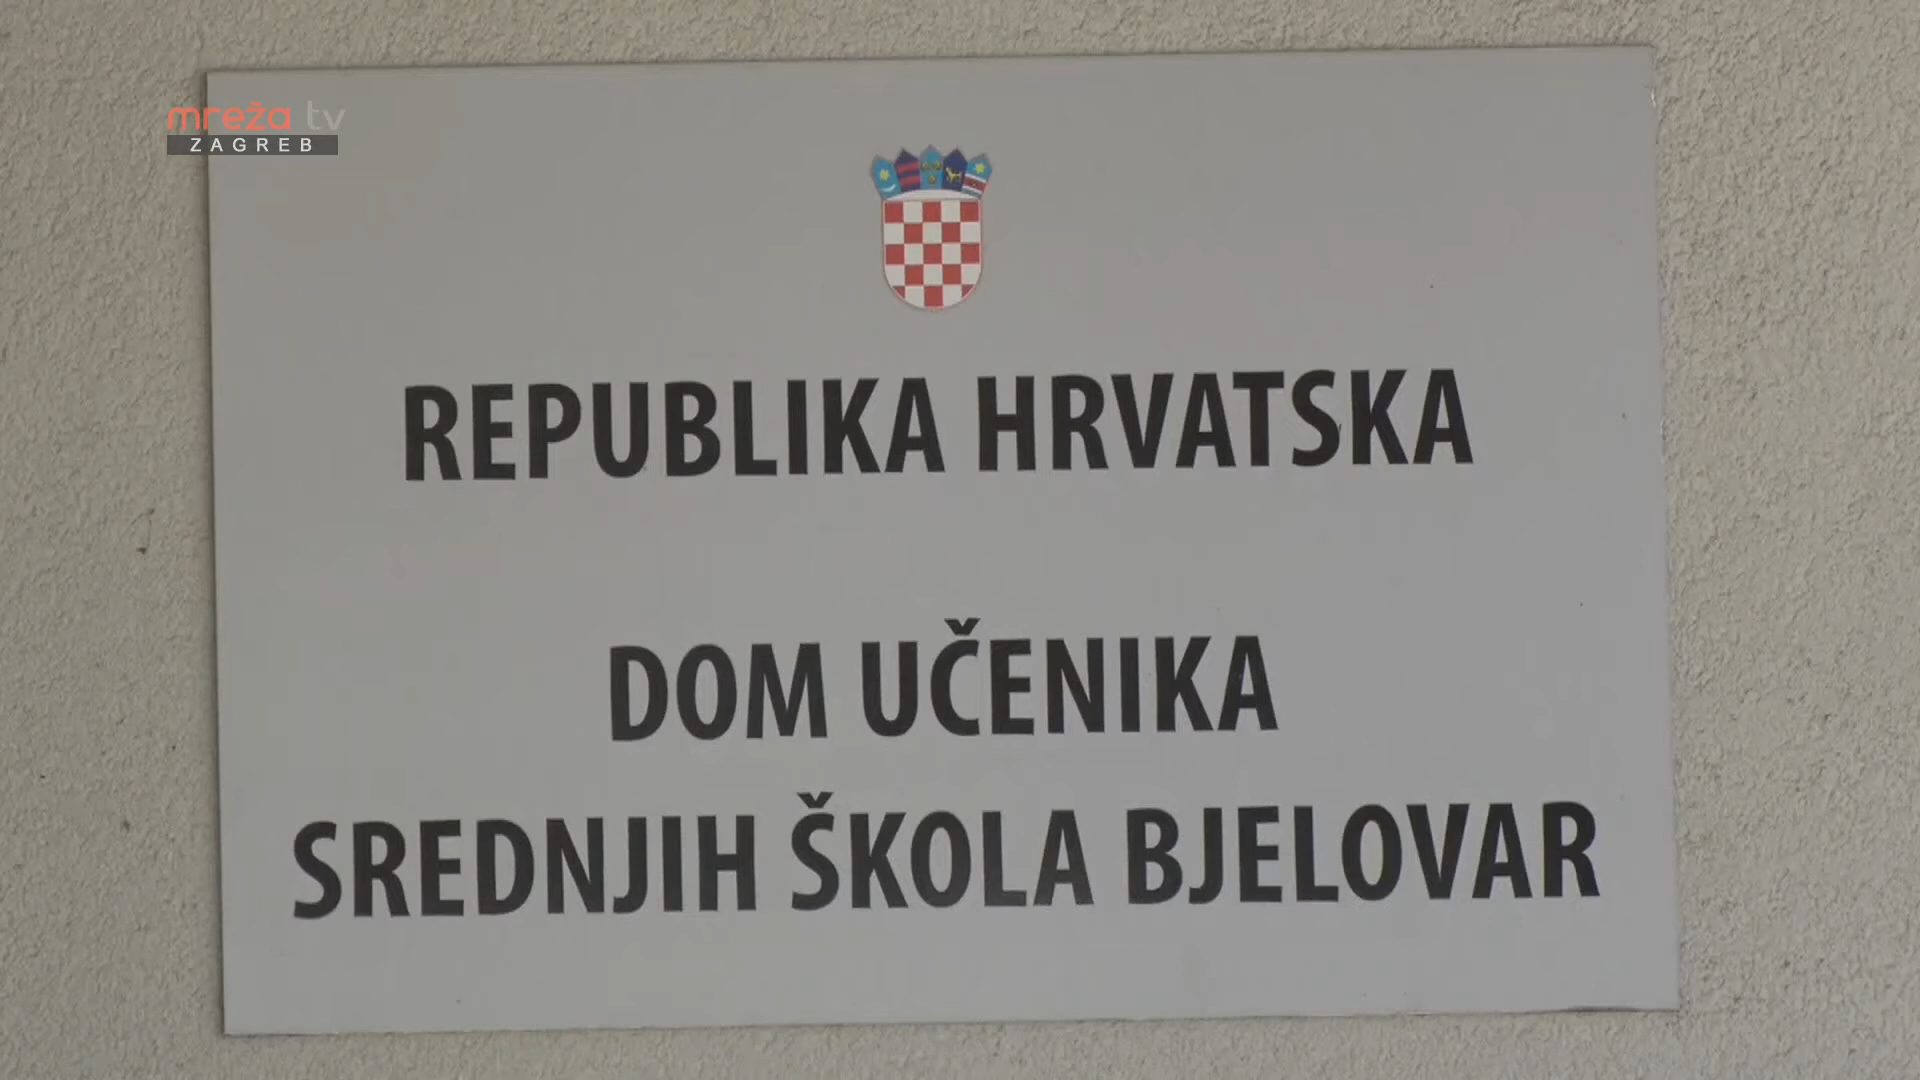 mreža tv
ZAGREB
REPUBLIKA HRVATSKA
DOM UČENIKA
SREDNJIH ŠKOLA BJELOVAR